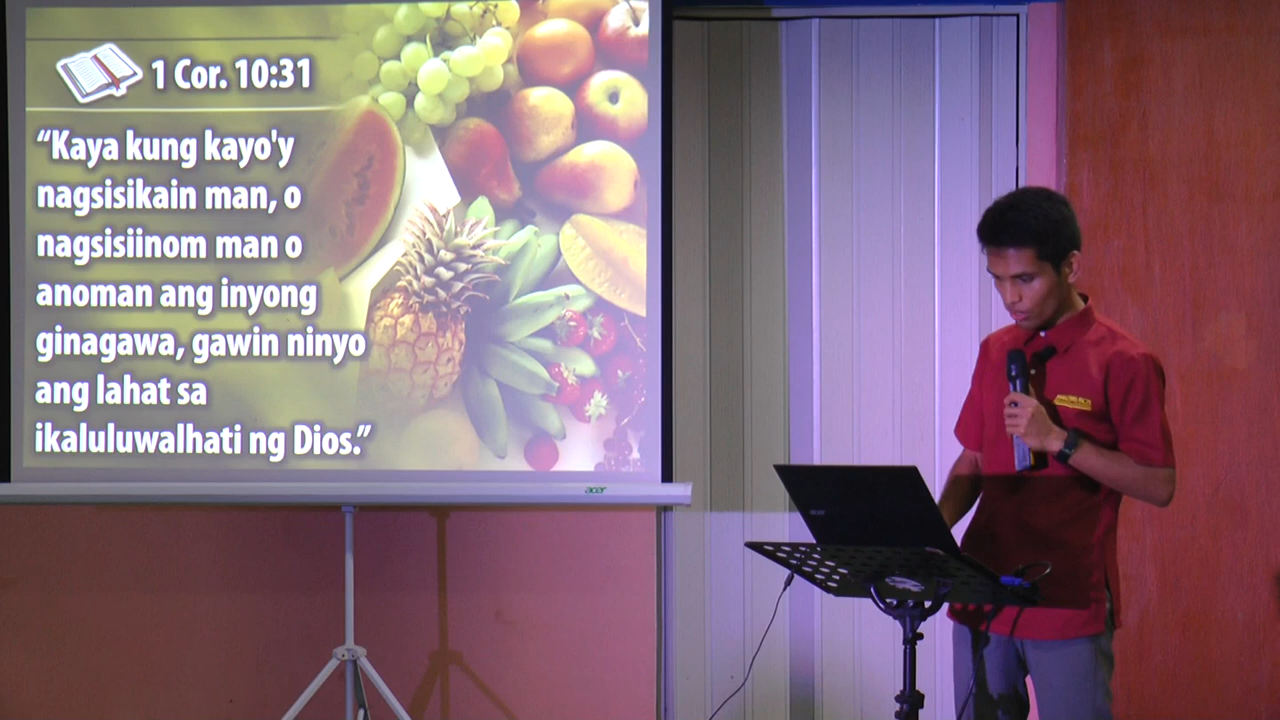 1 Cor. 10:31
“Kaya kung kayo'y
nagsisikain man, o
nagsisiinom man o
anoman ang inyong
ginagawa, gawin ninyo
ang lahat sa
ikaluluwalhati ng Dios.”
acer
acer